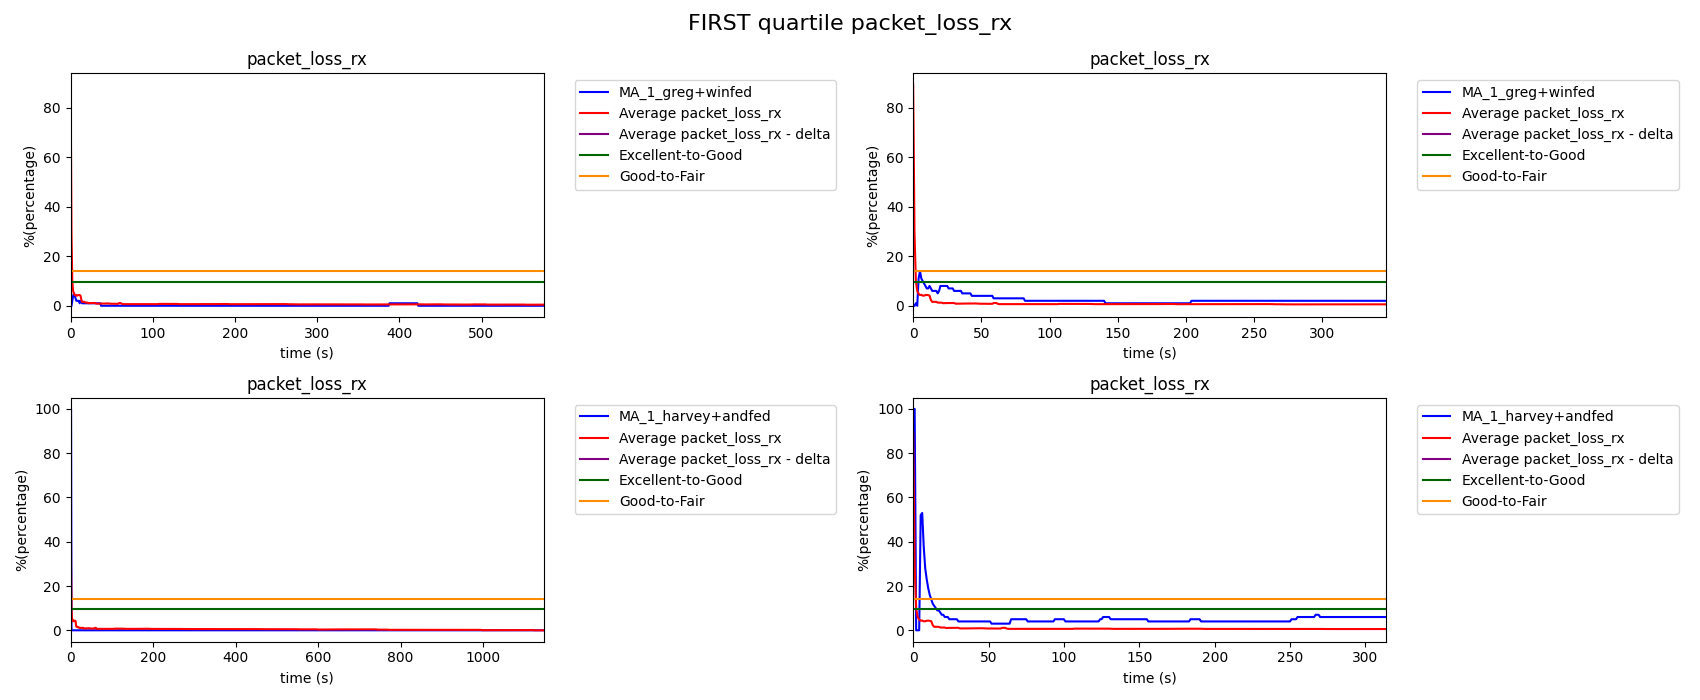 FIRST quartile packet_loss_rx
packet_loss_rx
%(percentage)
80
60
40
20
0
0 100 200 300 400 500
time (s)
MA_1_greg+winfed
Average packet_loss_rx
Average packet_loss_rx - delta
Excellent-to-Good
Good-to-Fair
packet_loss_rx
%(percentage)
80
60
40
20
0
0 50 100 150 200 250 300
time (s)
MA_1_greg+winfed
Average packet_loss_rx
Average packet_loss_rx - delta
Excellent-to-Good
Good-to-Fair
packet_loss_rx
%(percentage)
100
80
60
40
20
0
0 200 400 600 800 1000
time (s)
MA_1_harvey+andfed
Average packet_loss_rx
Average packet_loss_rx - delta
Excellent-to-Good
Good-to-Fair
packet_loss_rx
%(percentage)
100
80
60
40
20
0
0 50 100 150 200 250 300
time (s)
MA_1_harvey+andfed
Average packet_loss_rx
Average packet_loss_rx - delta
Excellent-to-Good
Good-to-Fair